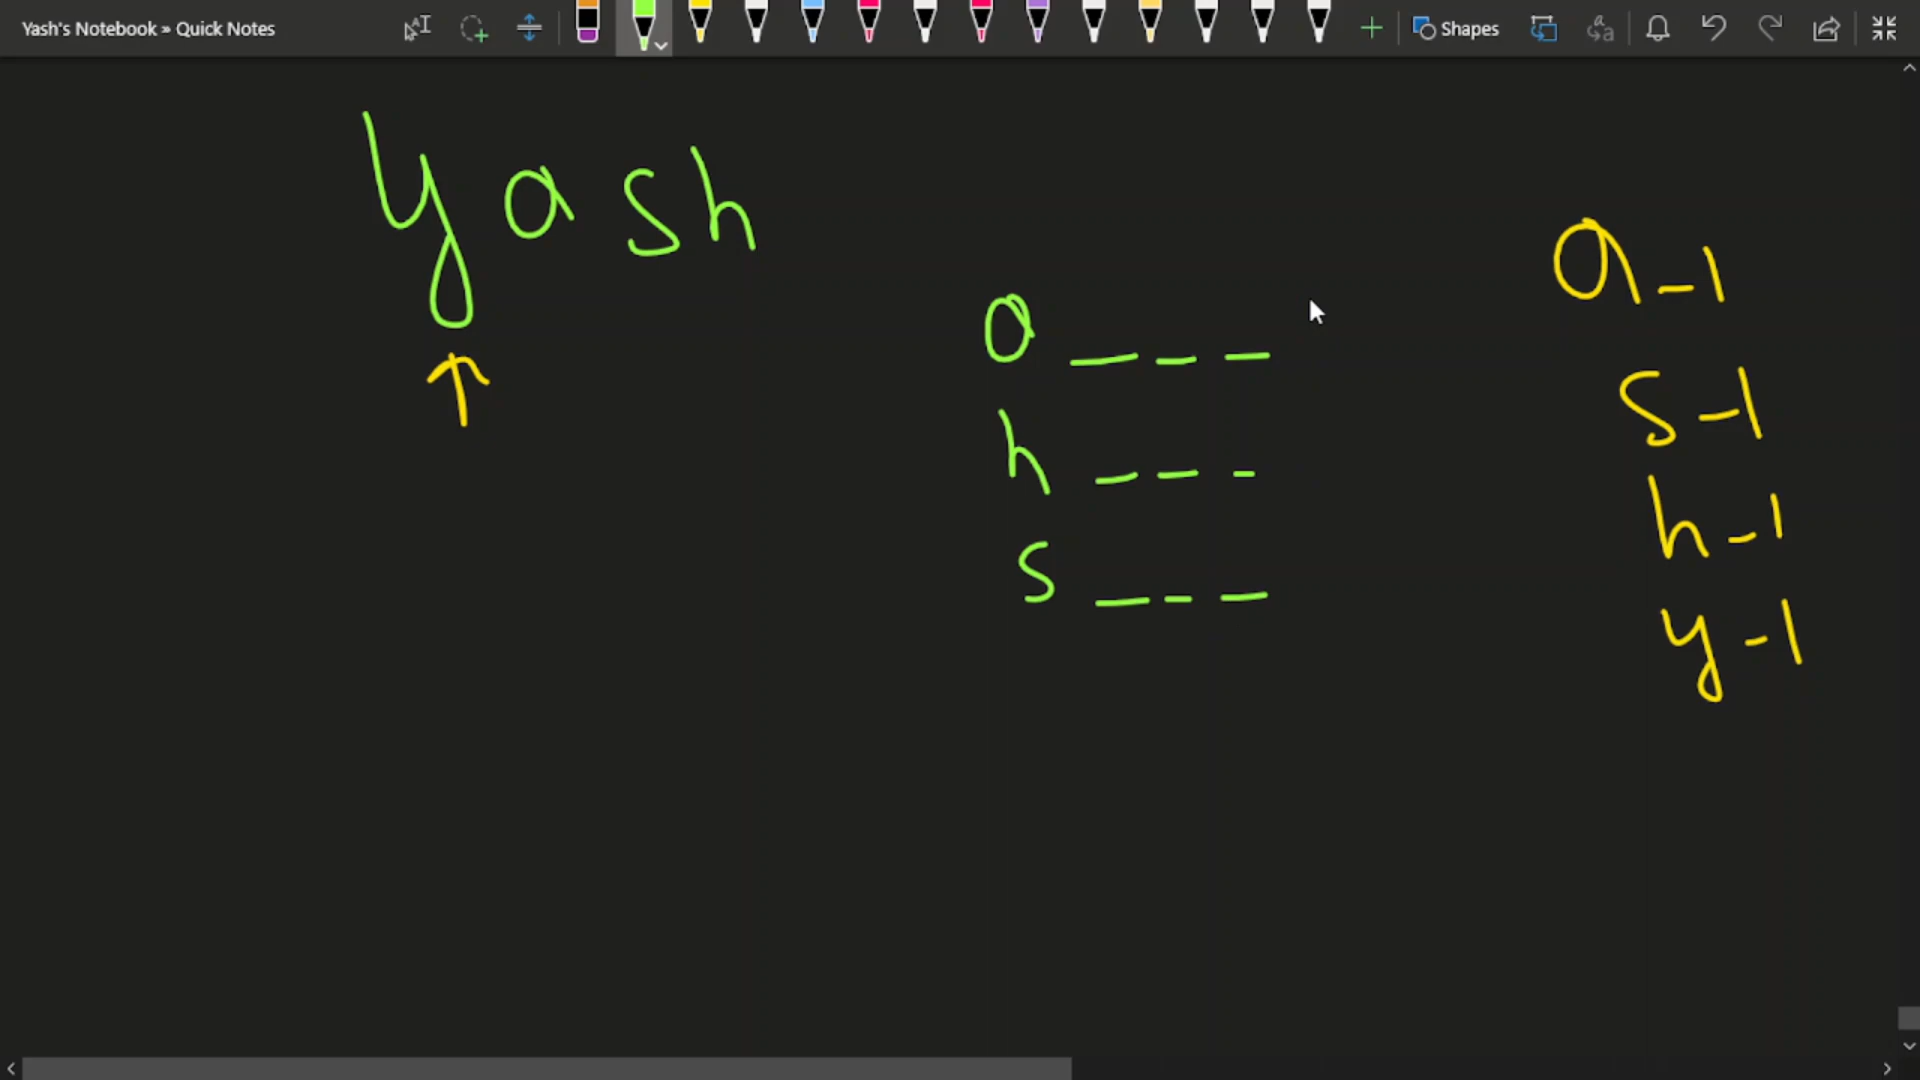 Yash's Notebook » Quick Notes
Shapes
Yash
a _ _ _
h _ _ _
s _ _ _
a - 1
s - 1
h - 1
y - 1